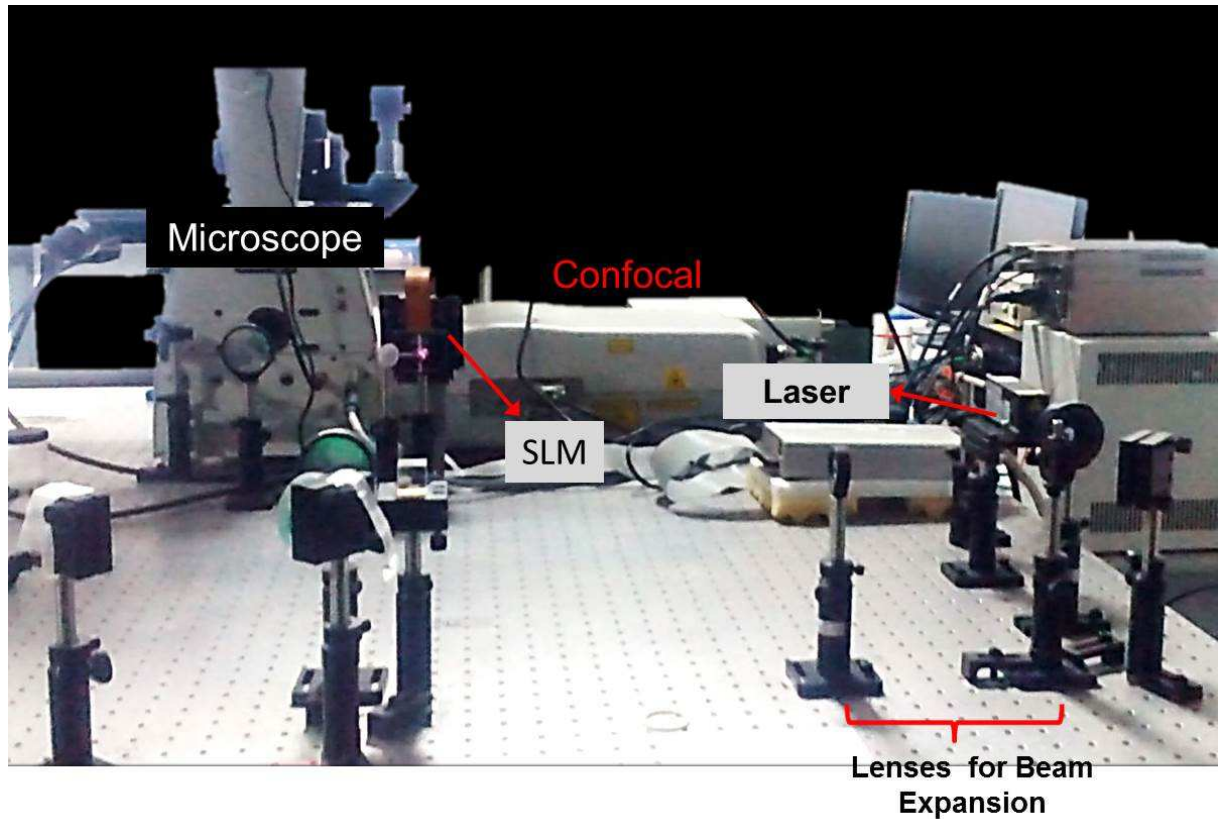 Microscope
Confocal
Laser
SLM
Lenses for Beam
Expansion